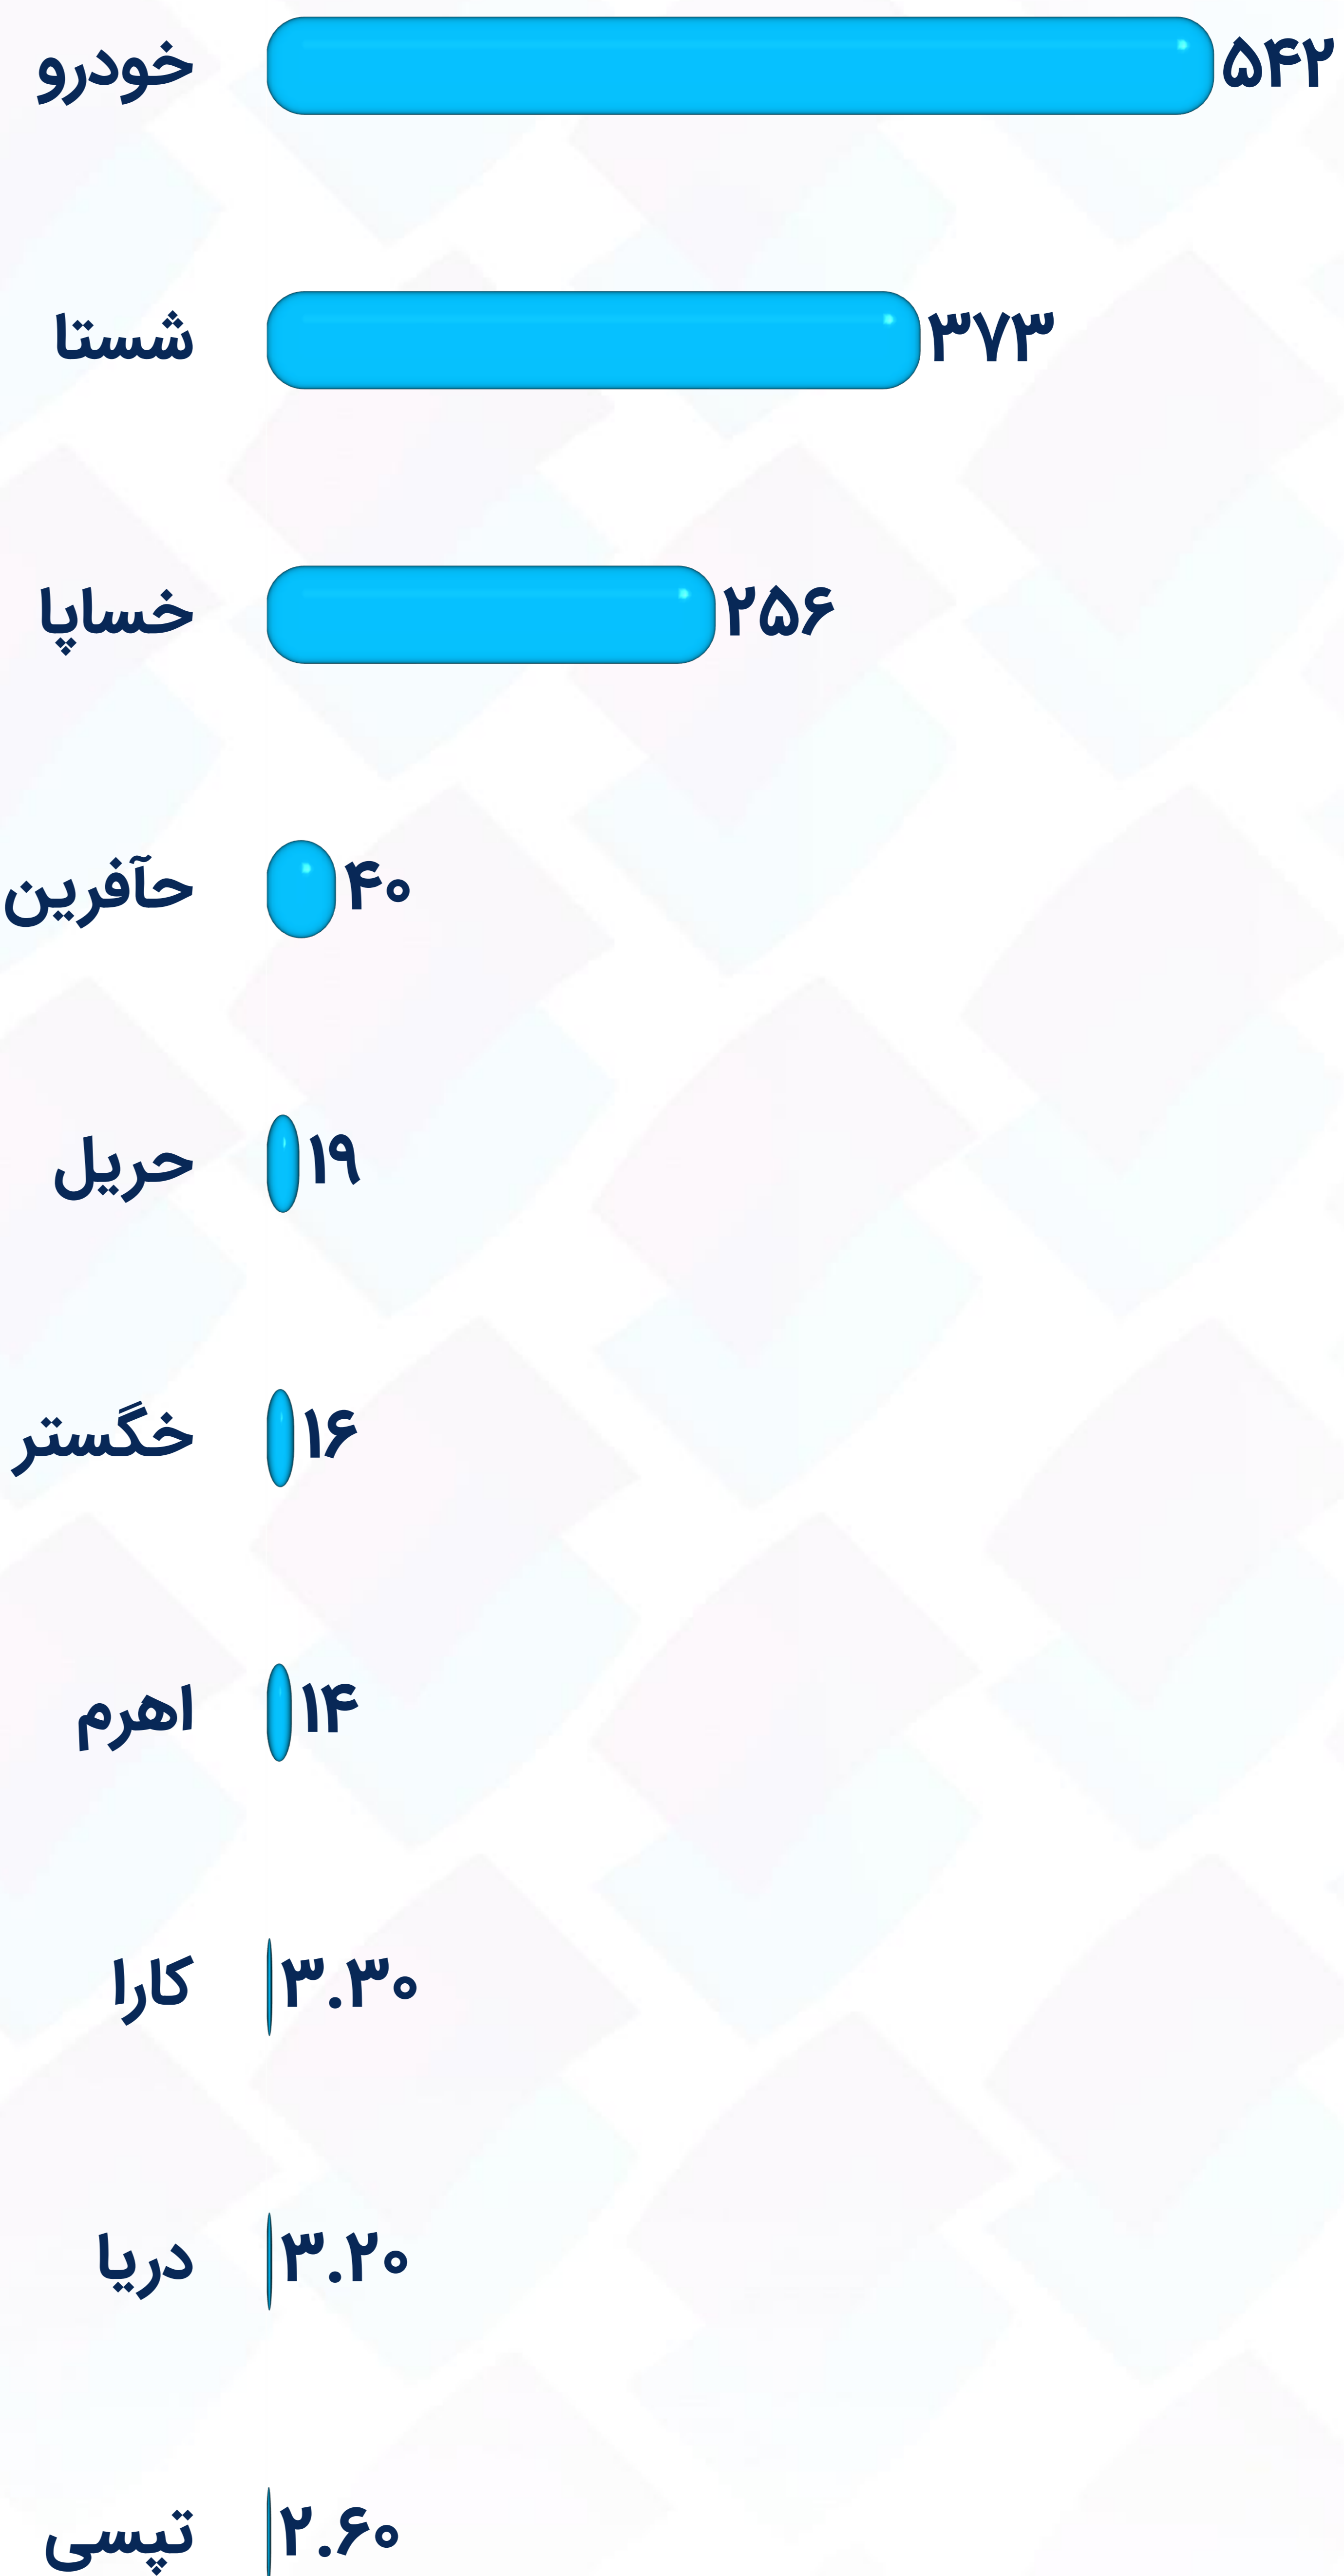 خودرو ۵۴۲
شستا ۳۷۳
خساپا ۲۵۶
حآفرین ۴۰
حریل ۱۹
خگستر ۱۶
اهرم ۱۴
کارا ۳.۳۰
دریا ۳.۲۰
تپسی ۲.۶۰